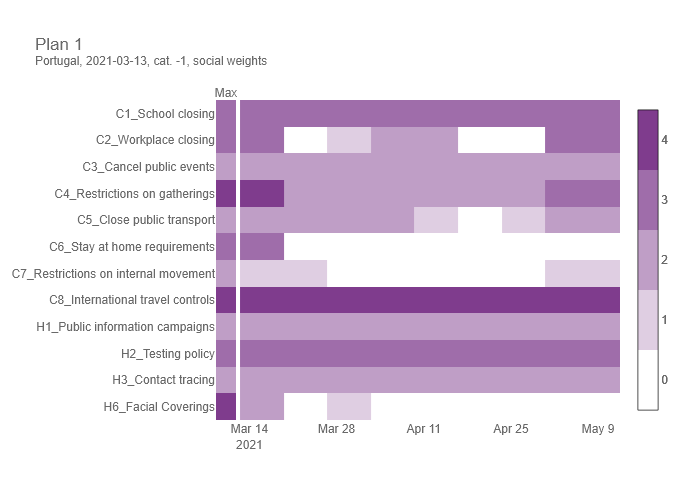 Plan 1
Portugal, 2021-03-13, cat. -1, social weights
Max
C1_School closing
C2_Workplace closing
C3_Cancel public events
C4_Restrictions on gatherings
C5_Close public transport
C6_Stay at home requirements
C7_Restrictions on internal movement
C8_International travel controls
H1_Public information campaigns
H2_Testing policy
H3_Contact tracing
H6_Facial Coverings
Mar 14 Mar 28 Apr 11 Apr 25 May 9
2021
4
3
2
1
0